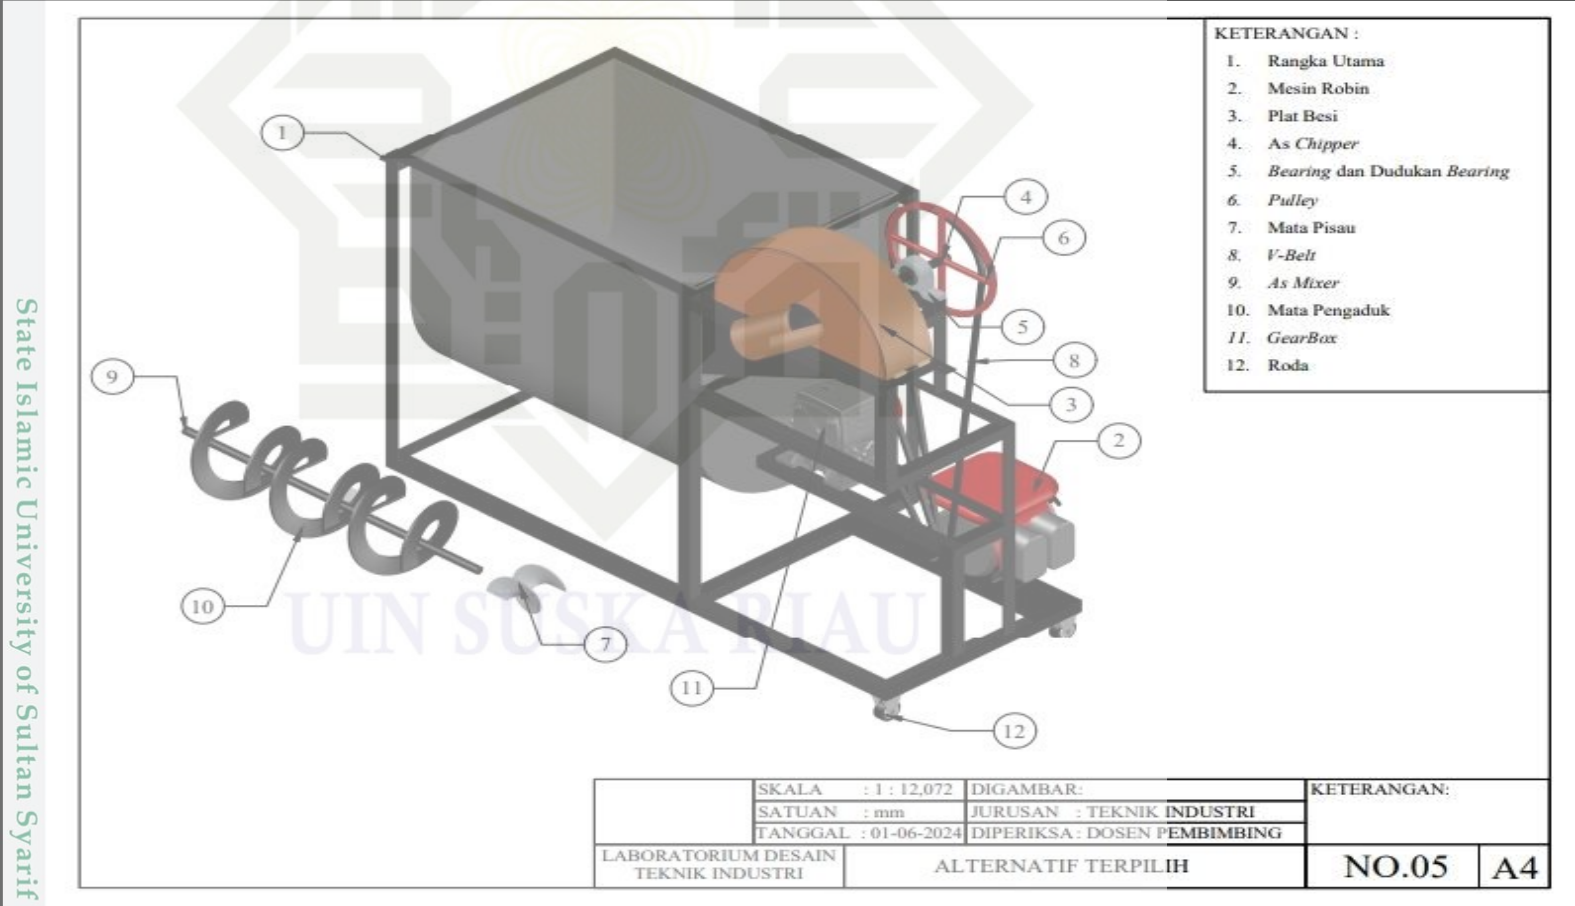 State Islamic University of Sultan Syarif
KETERANGAN :
1. Rangka Utama
2. Mesin Robin
3. Plat Besi
4. As Chipper
5. Bearing dan Dudukan Bearing
6. Pulley
7. Mata Pisau
8. V-Belt
9. As Mixer
10. Mata Pengaduk
11. GearBox
12. Roda
1
4
6
5
8
3
2
9
10
7
11
12
UIN SUSKA RIAU
SKALA : 1 : 12,072 DIGAMBAR: KETERANGAN:
SATUAN : mm JURUSAN : TEKNIK INDUSTRI
TANGGAL : 01-06-2024 DIPERIKSA : DOSEN PEMBIMBING
LABORATORIUM DESAIN
TEKNIK INDUSTRI
ALTERNATIF TERPILIH
NO.05
A4